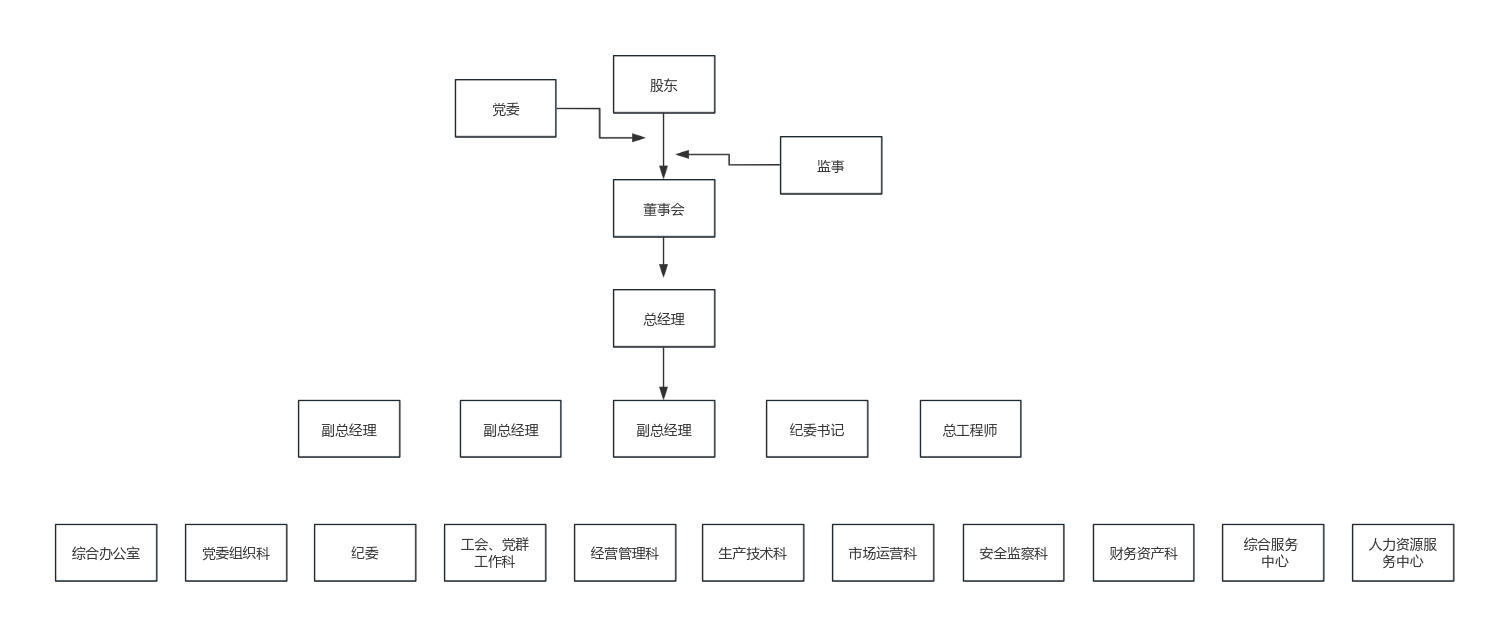 股东
党委
监事
董事会
总经理
副总经理
副总经理
副总经理
纪委书记
总工程师
综合办公室
党委组织科
纪委
工会、党群
工作科
经营管理科
生产技术科
市场运营科
安全监察科
财务资产科
综合服务
中心
人力资源服
务中心